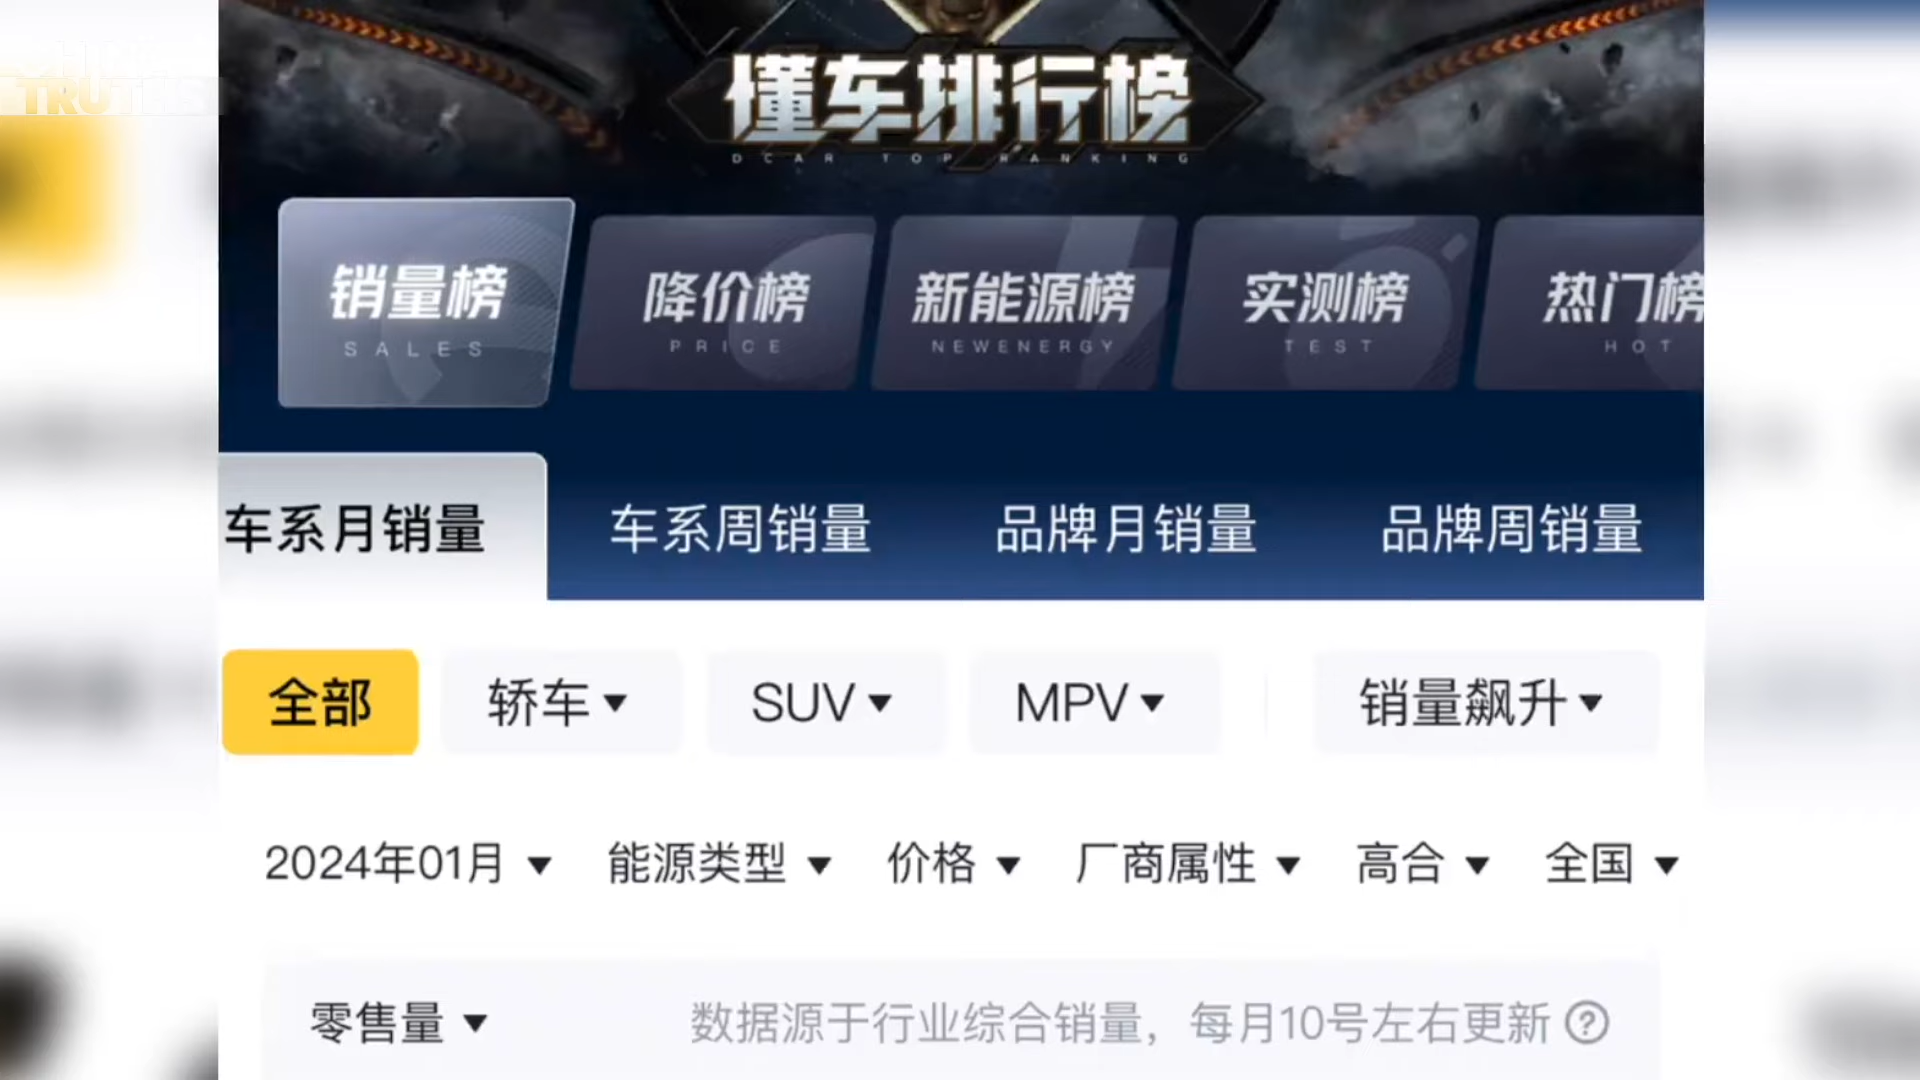 TRUTHS
懂车排行榜
DCAR TOP RANKING
销量榜 降价榜 新能源榜 实测榜 热门榜
SALES PRICE NEWENERGY TEST HOT
车系月销量 车系周销量 品牌月销量 品牌周销量
全部 轿车▼ SUV▼ MPV▼ 销量飙升▼
2024年01月▼ 能源类型▼ 价格▼ 厂商属性▼ 高合▼ 全国▼
零售量▼ 数据源于行业综合销量，每月10号左右更新?